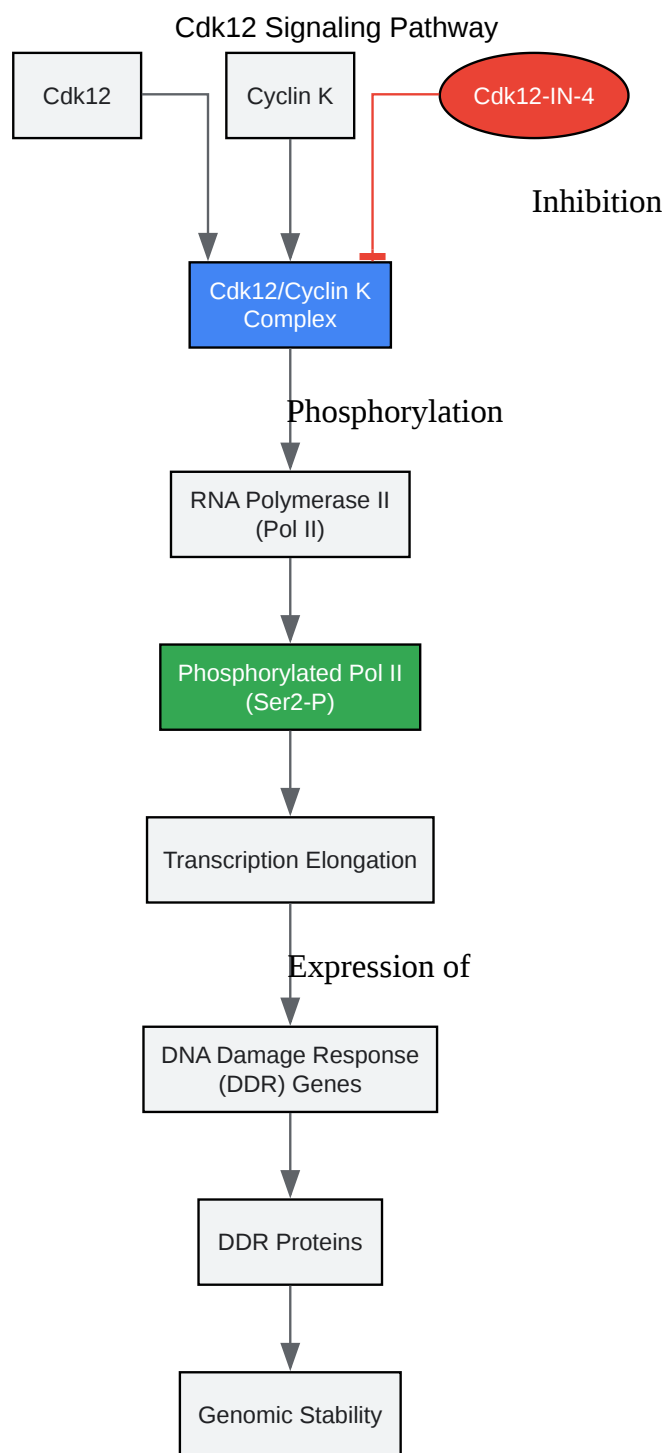 Cdk12 Signaling Pathway
Cdk12
Cyclin K
Cdk12-IN-4
Inhibition
Cdk12/Cyclin K
Complex
Phosphorylation
RNA Polymerase II
(Pol II)
Phosphorylated Pol II
(Ser2-P)
Transcription Elongation
Expression of
DNA Damage Response
(DDR) Genes
DDR Proteins
Genomic Stability